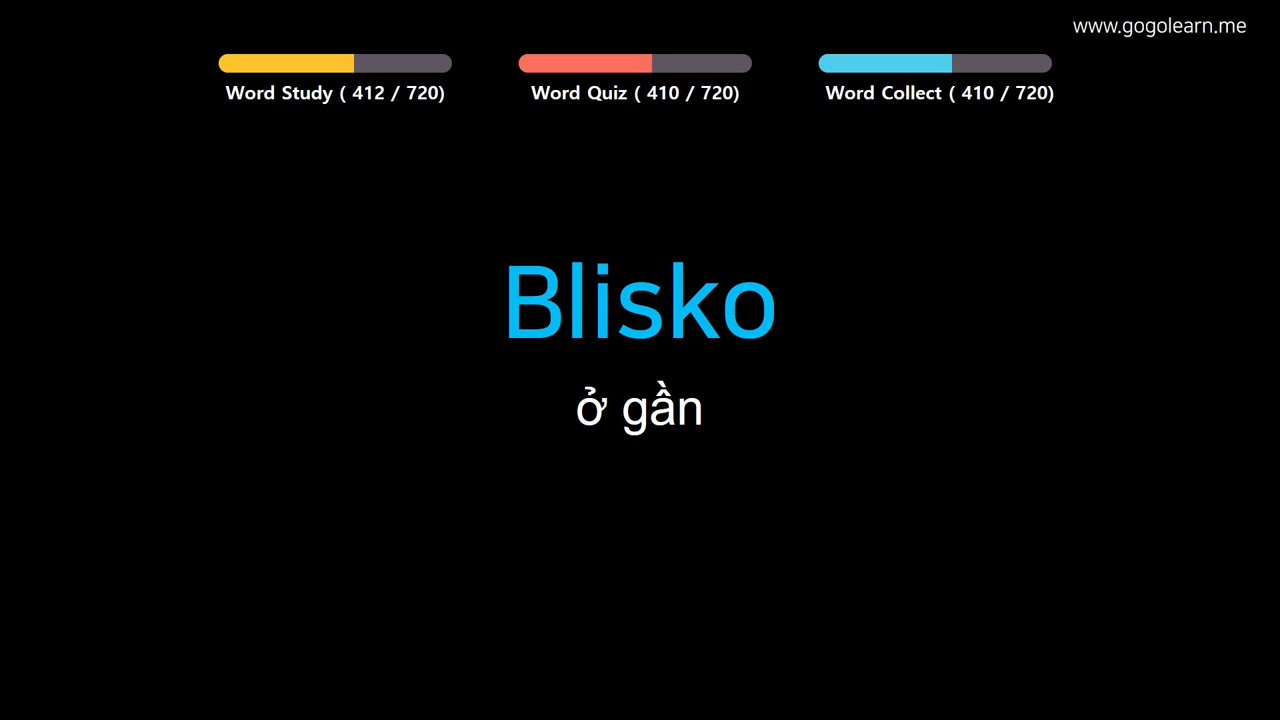 www.gogolearn.me
Word Study ( 412 / 720)
Word Quiz ( 410 / 720)
Word Collect ( 410 / 720)
Blisko
ở gần